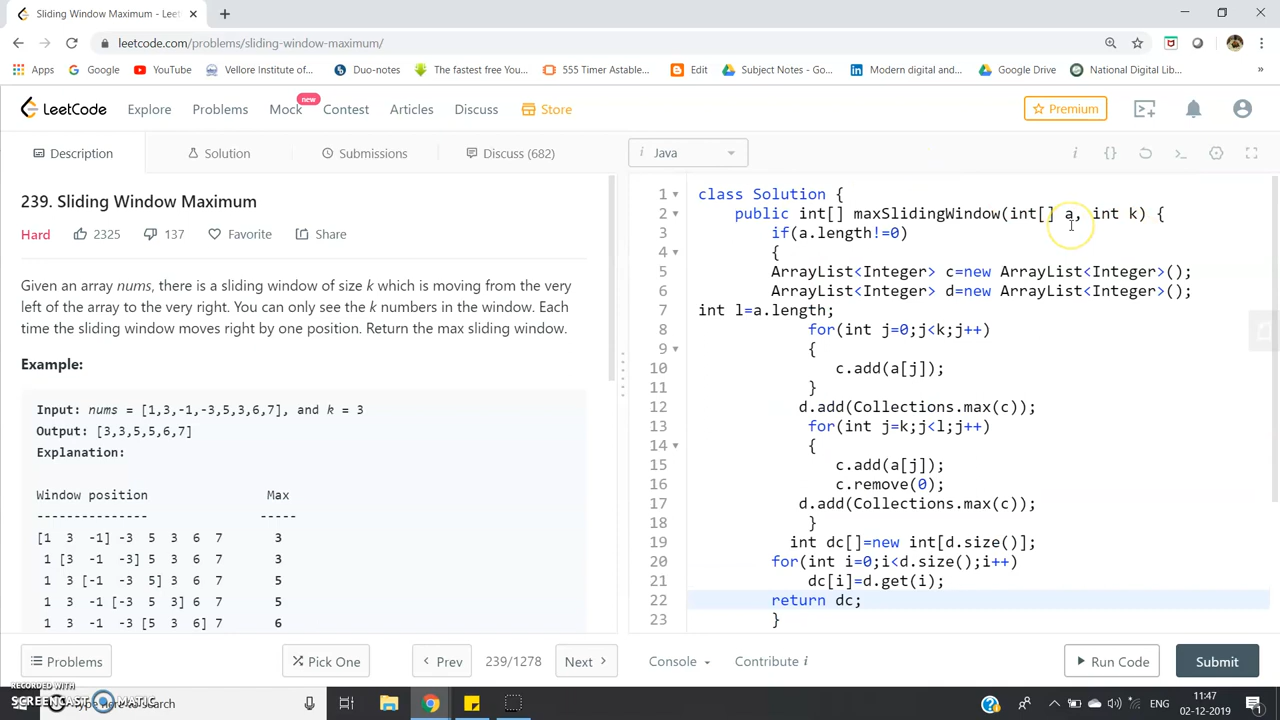 Sliding Window Maximum - Leet
leetcode.com/problems/sliding-window-maximum/
Apps Google YouTube Vellore Institute of... Duo-notes The fastest free You... 555 Timer Astable... Edit Subject Notes - Go... Modern digital and... Google Drive National Digital Lib... »
LeetCode Explore Problems Mock new Contest Articles Discuss Store Premium
Description Solution Submissions Discuss (682)
i Java
239. Sliding Window Maximum
Hard 2325 137 Favorite Share
Given an array nums, there is a sliding window of size k which is moving from the very
left of the array to the very right. You can only see the k numbers in the window. Each
time the sliding window moves right by one position. Return the max sliding window.
Example:
Input: nums = [1,3,-1,-3,5,3,6,7], and k = 3
Output: [3,3,5,5,6,7]
Explanation:
Window position Max
--------------- -----
[1 3 -1] -3 5 3 6 7 3
1 [3 -1 -3] 5 3 6 7 3
1 3 [-1 -3 5] 3 6 7 5
1 3 -1 [-3 5 3] 6 7 5
1 3 -1 -3 [5 3 6] 7 6
1 class Solution {
2 public int[] maxSlidingWindow(int[] a, int k) {
3 if(a.length!=0)
4 {
5 ArrayList<Integer> c=new ArrayList<Integer>();
6 ArrayList<Integer> d=new ArrayList<Integer>();
7 int l=a.length;
8 for(int j=0;j<k;j++)
9 {
10 c.add(a[j]);
11 }
12 d.add(Collections.max(c));
13 for(int j=k;j<l;j++)
14 {
15 c.add(a[j]);
16 c.remove(0);
17 d.add(Collections.max(c));
18 }
19 int dc[]=new int[d.size()];
20 for(int i=0;i<d.size();i++)
21 dc[i]=d.get(i);
22 return dc;
23 }
Problems Pick One Prev 239/1278 Next Console Contribute i Run Code Submit
RECORDED WITH
SCREENCAST MATIC
here to search
11:47
02-12-2019